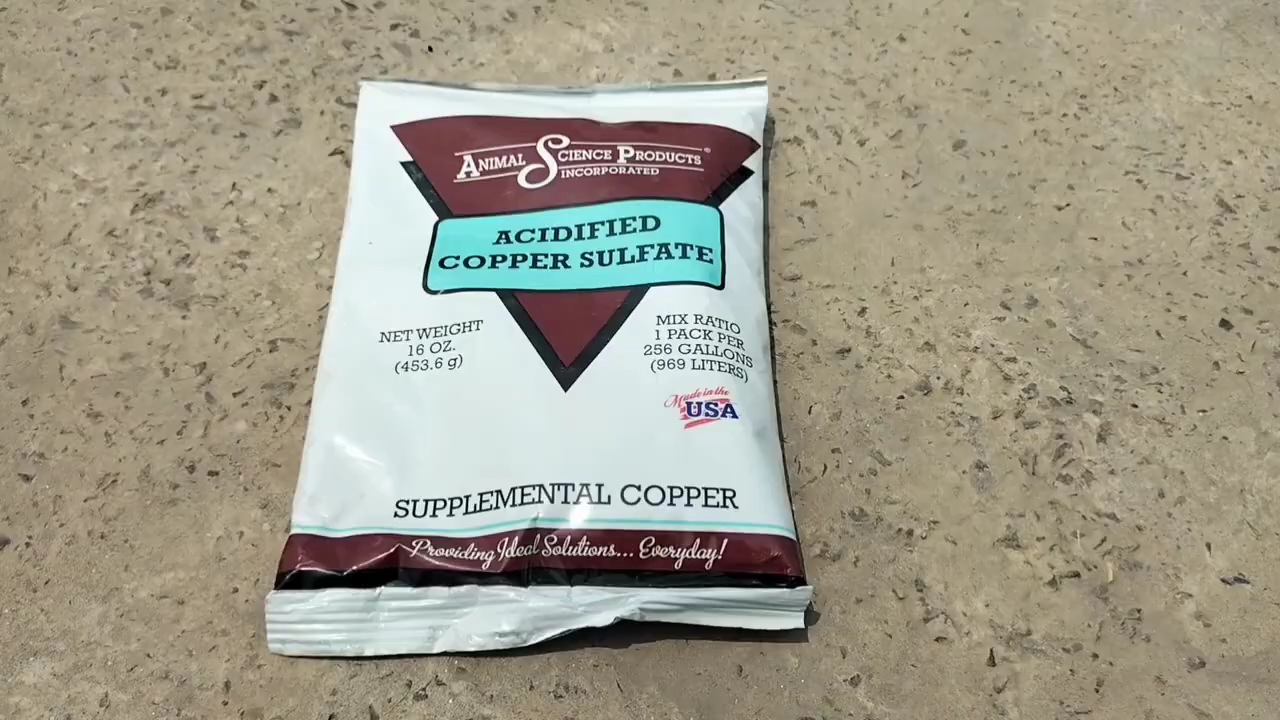 ANIMAL SCIENCE PRODUCTS®
INCORPORATED
ACIDIFIED
COPPER SULFATE
NET WEIGHT
16 OZ.
(453.6 g)
MIX RATIO
1 PACK PER
256 GALLONS
(969 LITERS)
Made in the
USA
SUPPLEMENTAL COPPER
Providing Ideal Solutions... Everyday!